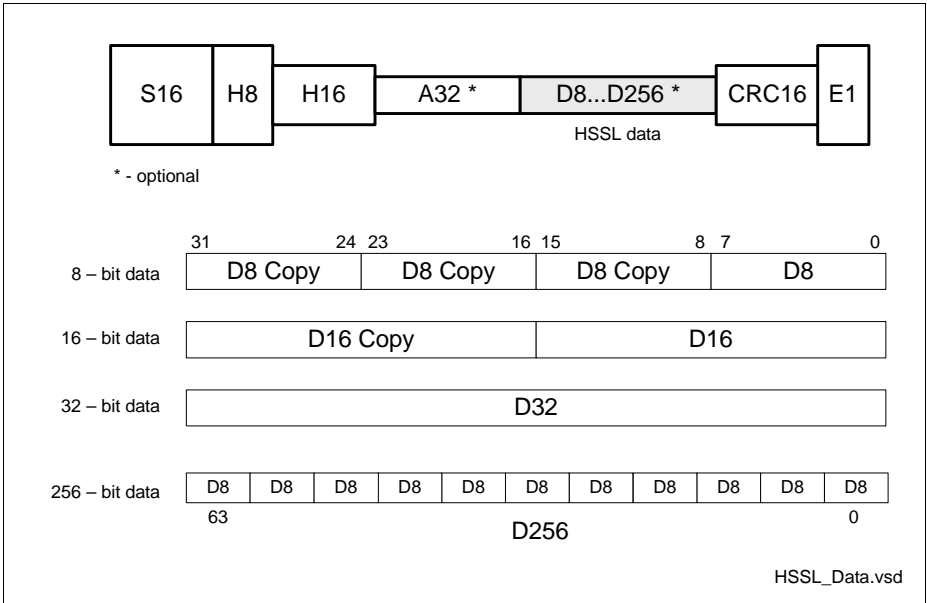 S16 H8 H16 A32 * D8...D256 * CRC16 E1
HSSL data
* - optional
31 24 23 16 15 8 7 0
8 – bit data D8 Copy D8 Copy D8 Copy D8
16 – bit data D16 Copy D16
32 – bit data D32
256 – bit data D8 D8 D8 D8 D8 D8 D8 D8 D8 D8 D8
63 0
D256
HSSL_Data.vsd